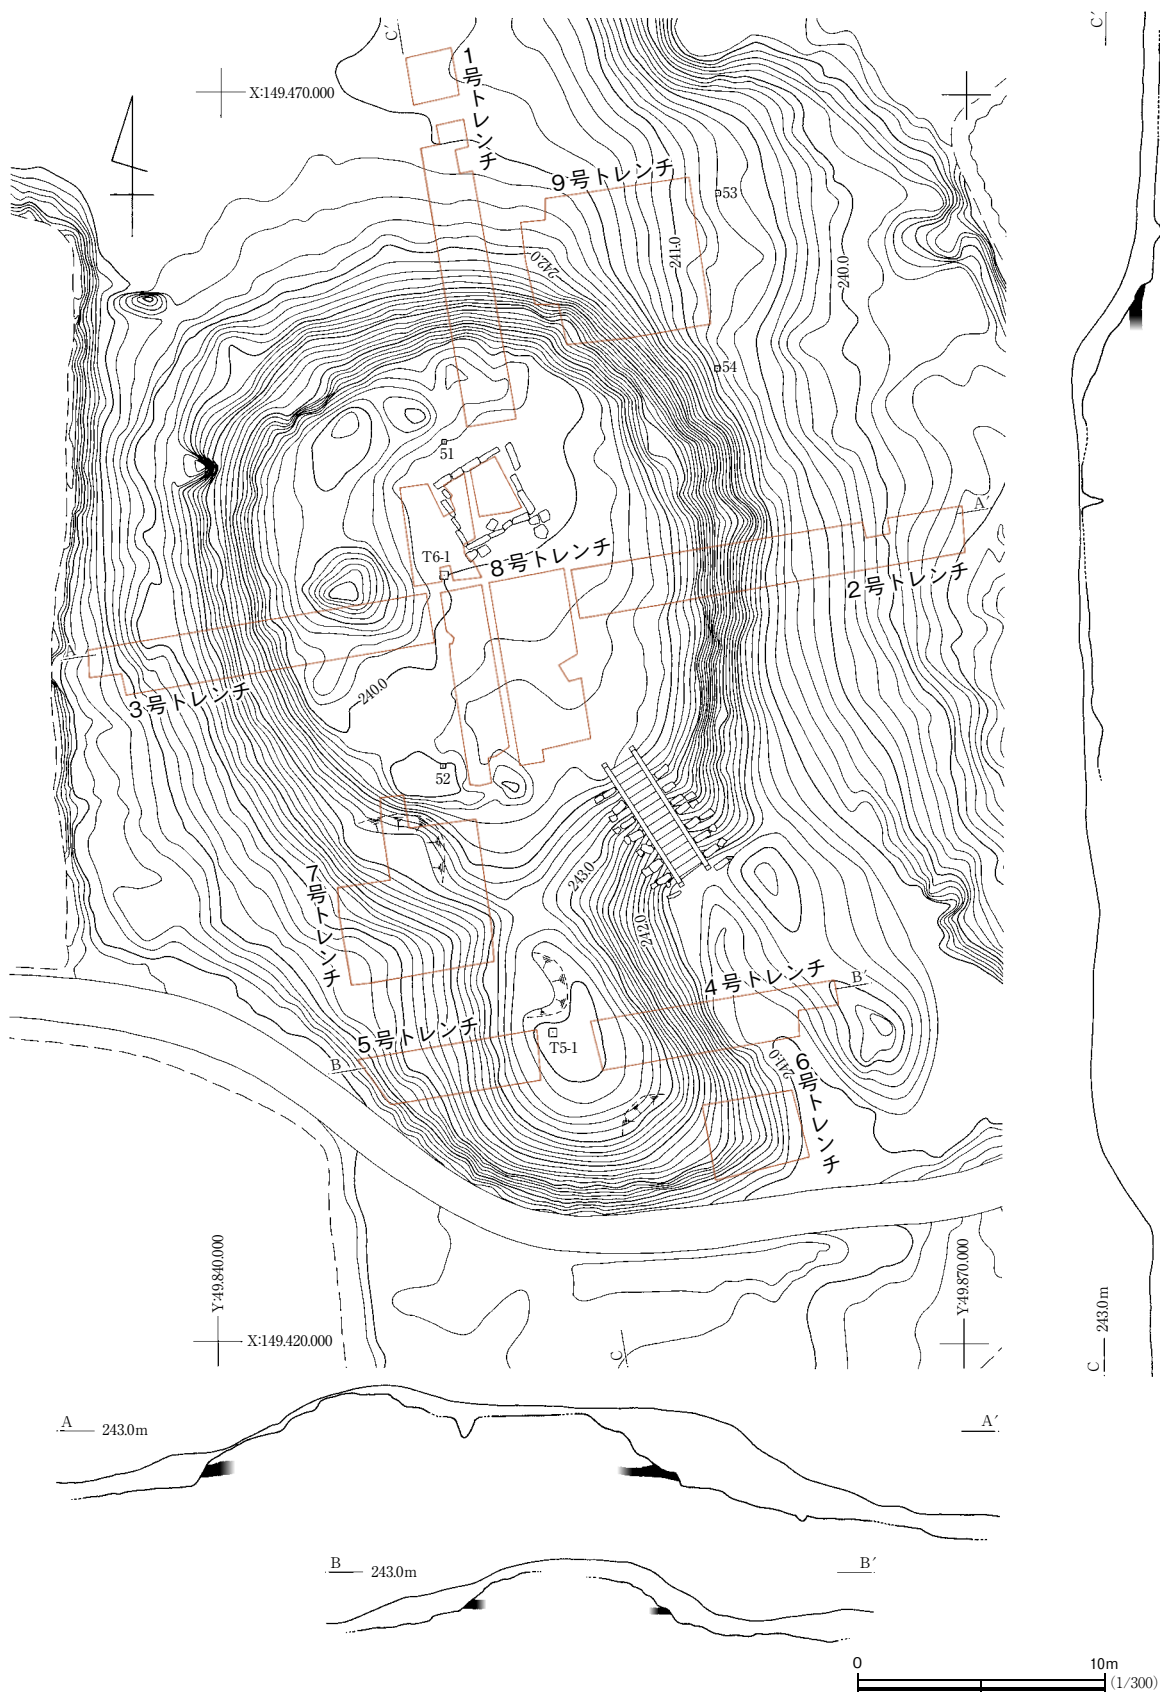 C′
C′
1号トレンチ
X:149.470.000
9号トレンチ
53
242.0
241.0
240.0
54
51
A′
T6-1
8号トレンチ
2号トレンチ
A
3号トレンチ
240.0
52
243.0
7号トレンチ
242.0
4号トレンチ
B′
5号トレンチ
T5-1
B
241.0
6号トレンチ
Y:49.840.000
Y:49.870.000
X:149.420.000
C
C 243.0m
A 243.0m
A′
B 243.0m
B′
0 10m
(1/300)